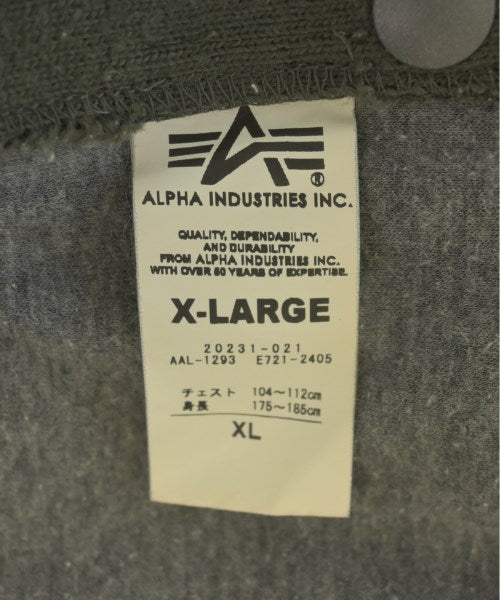 ®
ALPHA INDUSTRIES INC.
QUALITY, DEPENDABILITY,
AND DURABILITY
FROM ALPHA INDUSTRIES INC.
WITH OVER 50 YEARS OF EXPERTISE.
X-LARGE
20231-021
AAL-1293 E721-2405
チェスト 104～112cm
身長 175～185cm
XL